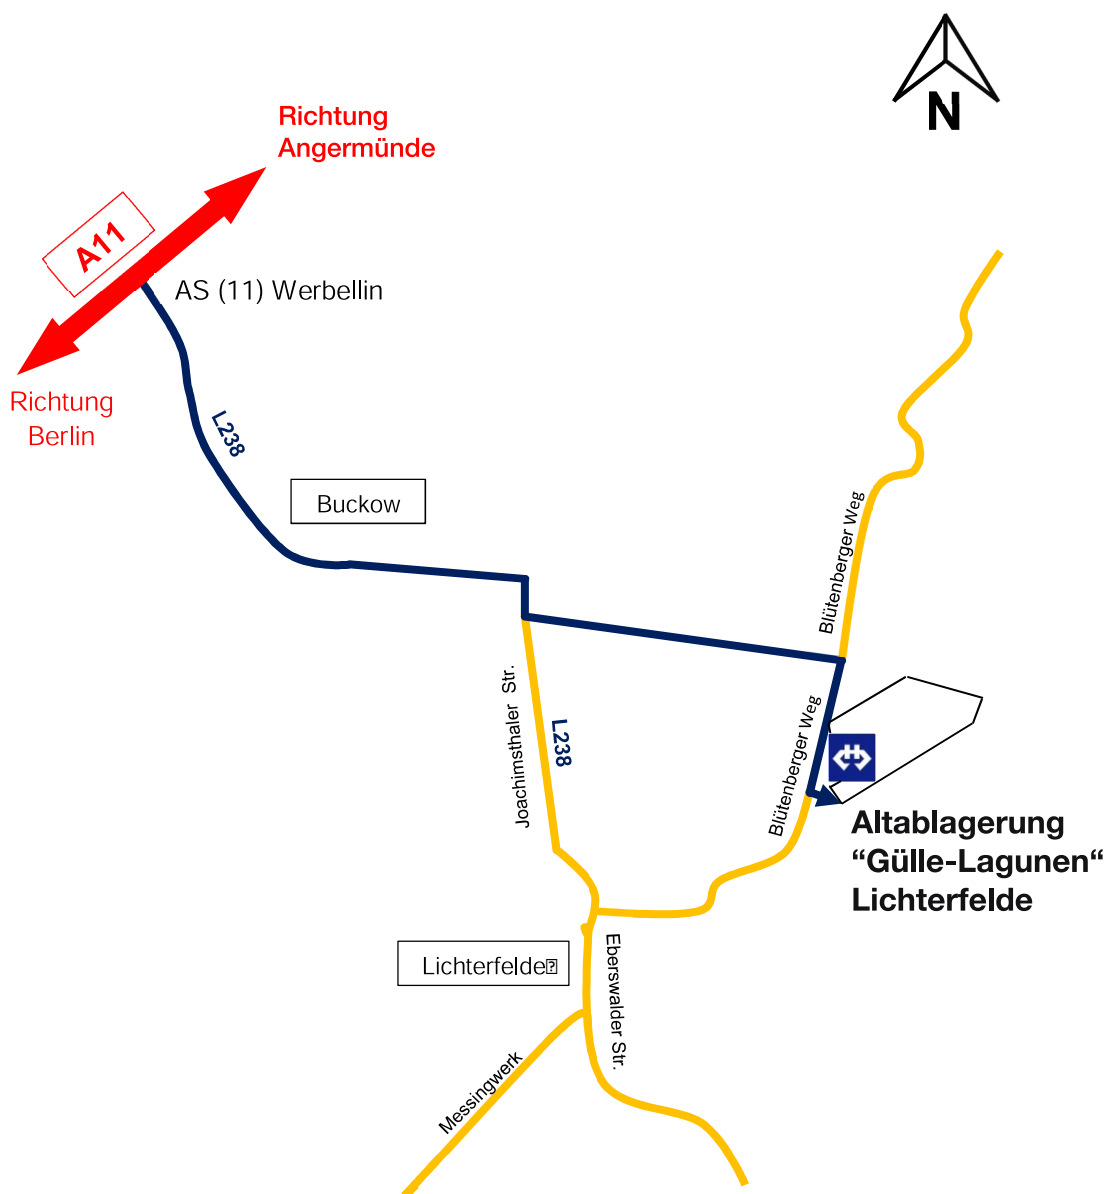 N
Richtung
Angermünde
A11
AS (11) Werbellin
Richtung
Berlin
L238
Buckow
Blütenberger Weg
Joachimsthaler Str.
L238
Blütenberger Weg
Altablagerung
“Gülle-Lagunen“
Lichterfelde
Lichterfelde
Eberswalder Str.
Messingwerk